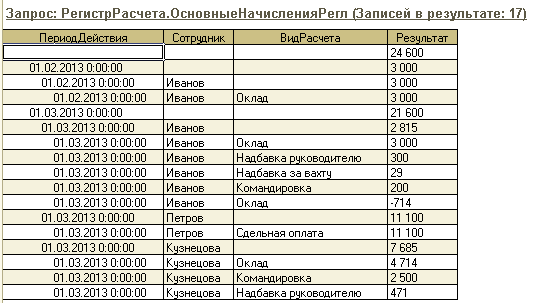 Запрос: РегистрРасчета.ОсновныеНачисленияРегл (Записей в результате: 17)
ПериодДействия Сотрудник ВидРасчета Результат
24 600
01.02.2013 0:00:00 3 000
01.02.2013 0:00:00 Иванов 3 000
01.02.2013 0:00:00 Иванов Оклад 3 000
01.03.2013 0:00:00 21 600
01.03.2013 0:00:00 Иванов 2 815
01.03.2013 0:00:00 Иванов Оклад 3 000
01.03.2013 0:00:00 Иванов Надбавка руководителю 300
01.03.2013 0:00:00 Иванов Надбавка за вахту 29
01.03.2013 0:00:00 Иванов Командировка 200
01.03.2013 0:00:00 Иванов Оклад -714
01.03.2013 0:00:00 Петров 11 100
01.03.2013 0:00:00 Петров Сдельная оплата 11 100
01.03.2013 0:00:00 Кузнецова 7 685
01.03.2013 0:00:00 Кузнецова Оклад 4 714
01.03.2013 0:00:00 Кузнецова Командировка 2 500
01.03.2013 0:00:00 Кузнецова Надбавка руководителю 471